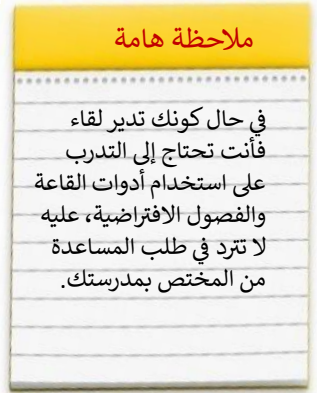 ملاحظة هامة
في حال كونك تدير لقاء
فأنت تحتاج إلى التدرب
على استخدام أدوات القاعة
والفصول الافتراضية، عليه
لا تترد في طلب المساعدة
من المختص بمدرستك.